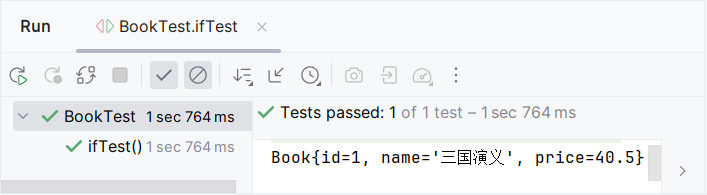 Run BookTest.ifTest
BookTest 1 sec 764 ms
ifTest() 1 sec 764 ms
Tests passed: 1 of 1 test – 1 sec 764 ms
Book{id=1, name='三国演义', price=40.5}